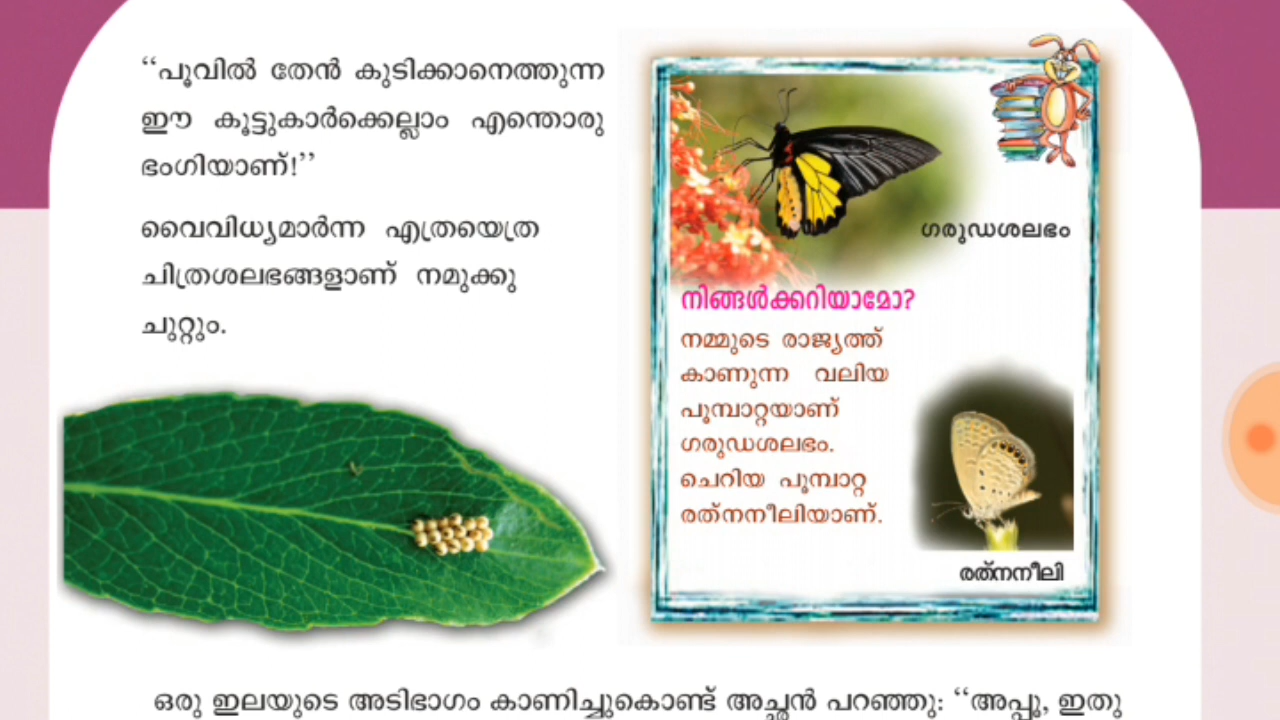 “പൂവിൽ തേൻ കുടിക്കാനെത്തുന്ന
ഈ കൂട്ടുകാർക്കെല്ലാം എന്തൊരു
ഭംഗിയാണ്!”
വൈവിധ്യമാർന്ന എത്രയെത്ര
ചിത്രശലഭങ്ങളാണ് നമുക്കു
ചുറ്റും.
ഗരുഡശലഭം
നിങ്ങൾക്കറിയാമോ?
നമ്മുടെ രാജ്യത്ത്
കാണുന്ന വലിയ
പൂമ്പാറ്റയാണ്
ഗരുഡശലഭം.
ചെറിയ പൂമ്പാറ്റ
രത്‌നനീലിയാണ്.
രത്‌നനീലി
ഒരു ഇലയുടെ അടിഭാഗം കാണിച്ചുകൊണ്ട് അച്ഛൻ പറഞ്ഞു: “അപ്പു, ഇതു